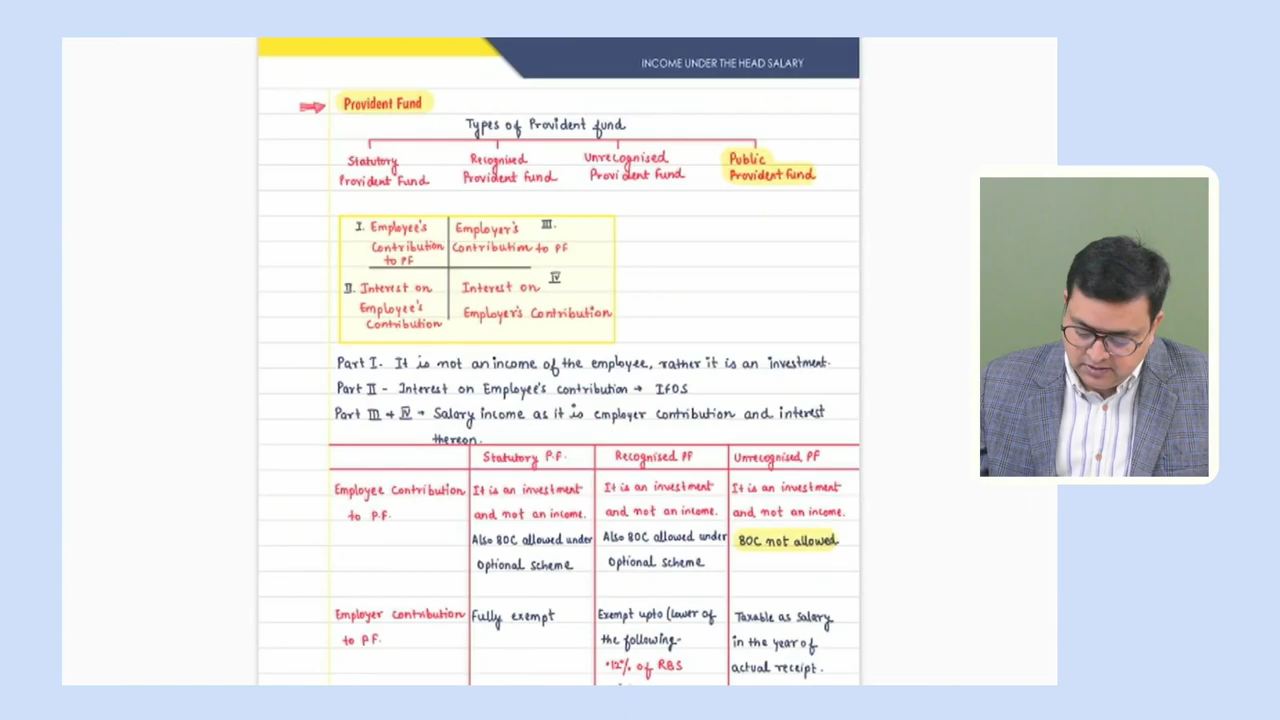 INCOME UNDER THE HEAD SALARY
Provident Fund
Types of Provident fund
Statutory Provident Fund
Recognised Provident Fund
Unrecognised Provident Fund
Public Provident fund
I. Employee's Contribution to PF
Employer's Contribution to PF III.
II. Interest on Employee's Contribution
Interest on Employer's Contribution IV
Part I. It is not an income of the employee, rather it is an investment.
Part II - Interest on Employee's contribution → IFOS
Part III + IV → Salary income as it is employer contribution and interest
thereon.
Statutory P.F. Recognised PF Unrecognised PF
Employee Contribution to P.F.
It is an investment and not an income.
Also 80C allowed under Optional scheme
It is an investment and not an income.
Also 80C allowed under Optional scheme
It is an investment and not an income.
80C not allowed
Employer contribution to P.F.
Fully exempt
Exempt upto (lower of the following-
•12% of RBS
Taxable as Salary in the year of actual receipt.